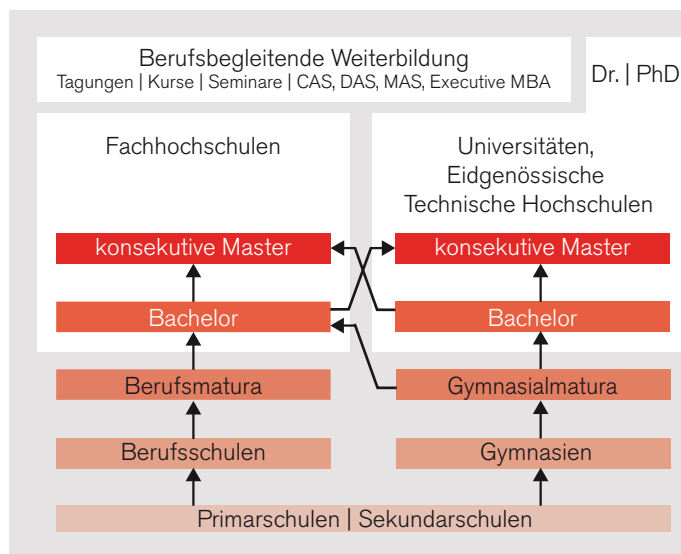 Berufsbegleitende Weiterbildung
Tagungen | Kurse | Seminare | CAS, DAS, MAS, Executive MBA
Dr. | PhD
Fachhochschulen
Universitäten,
Eidgenössische
Technische Hochschulen
konsekutive Master
konsekutive Master
Bachelor
Bachelor
Berufsmatura
Gymnasialmatura
Berufsschulen
Gymnasien
Primarschulen | Sekundarschulen